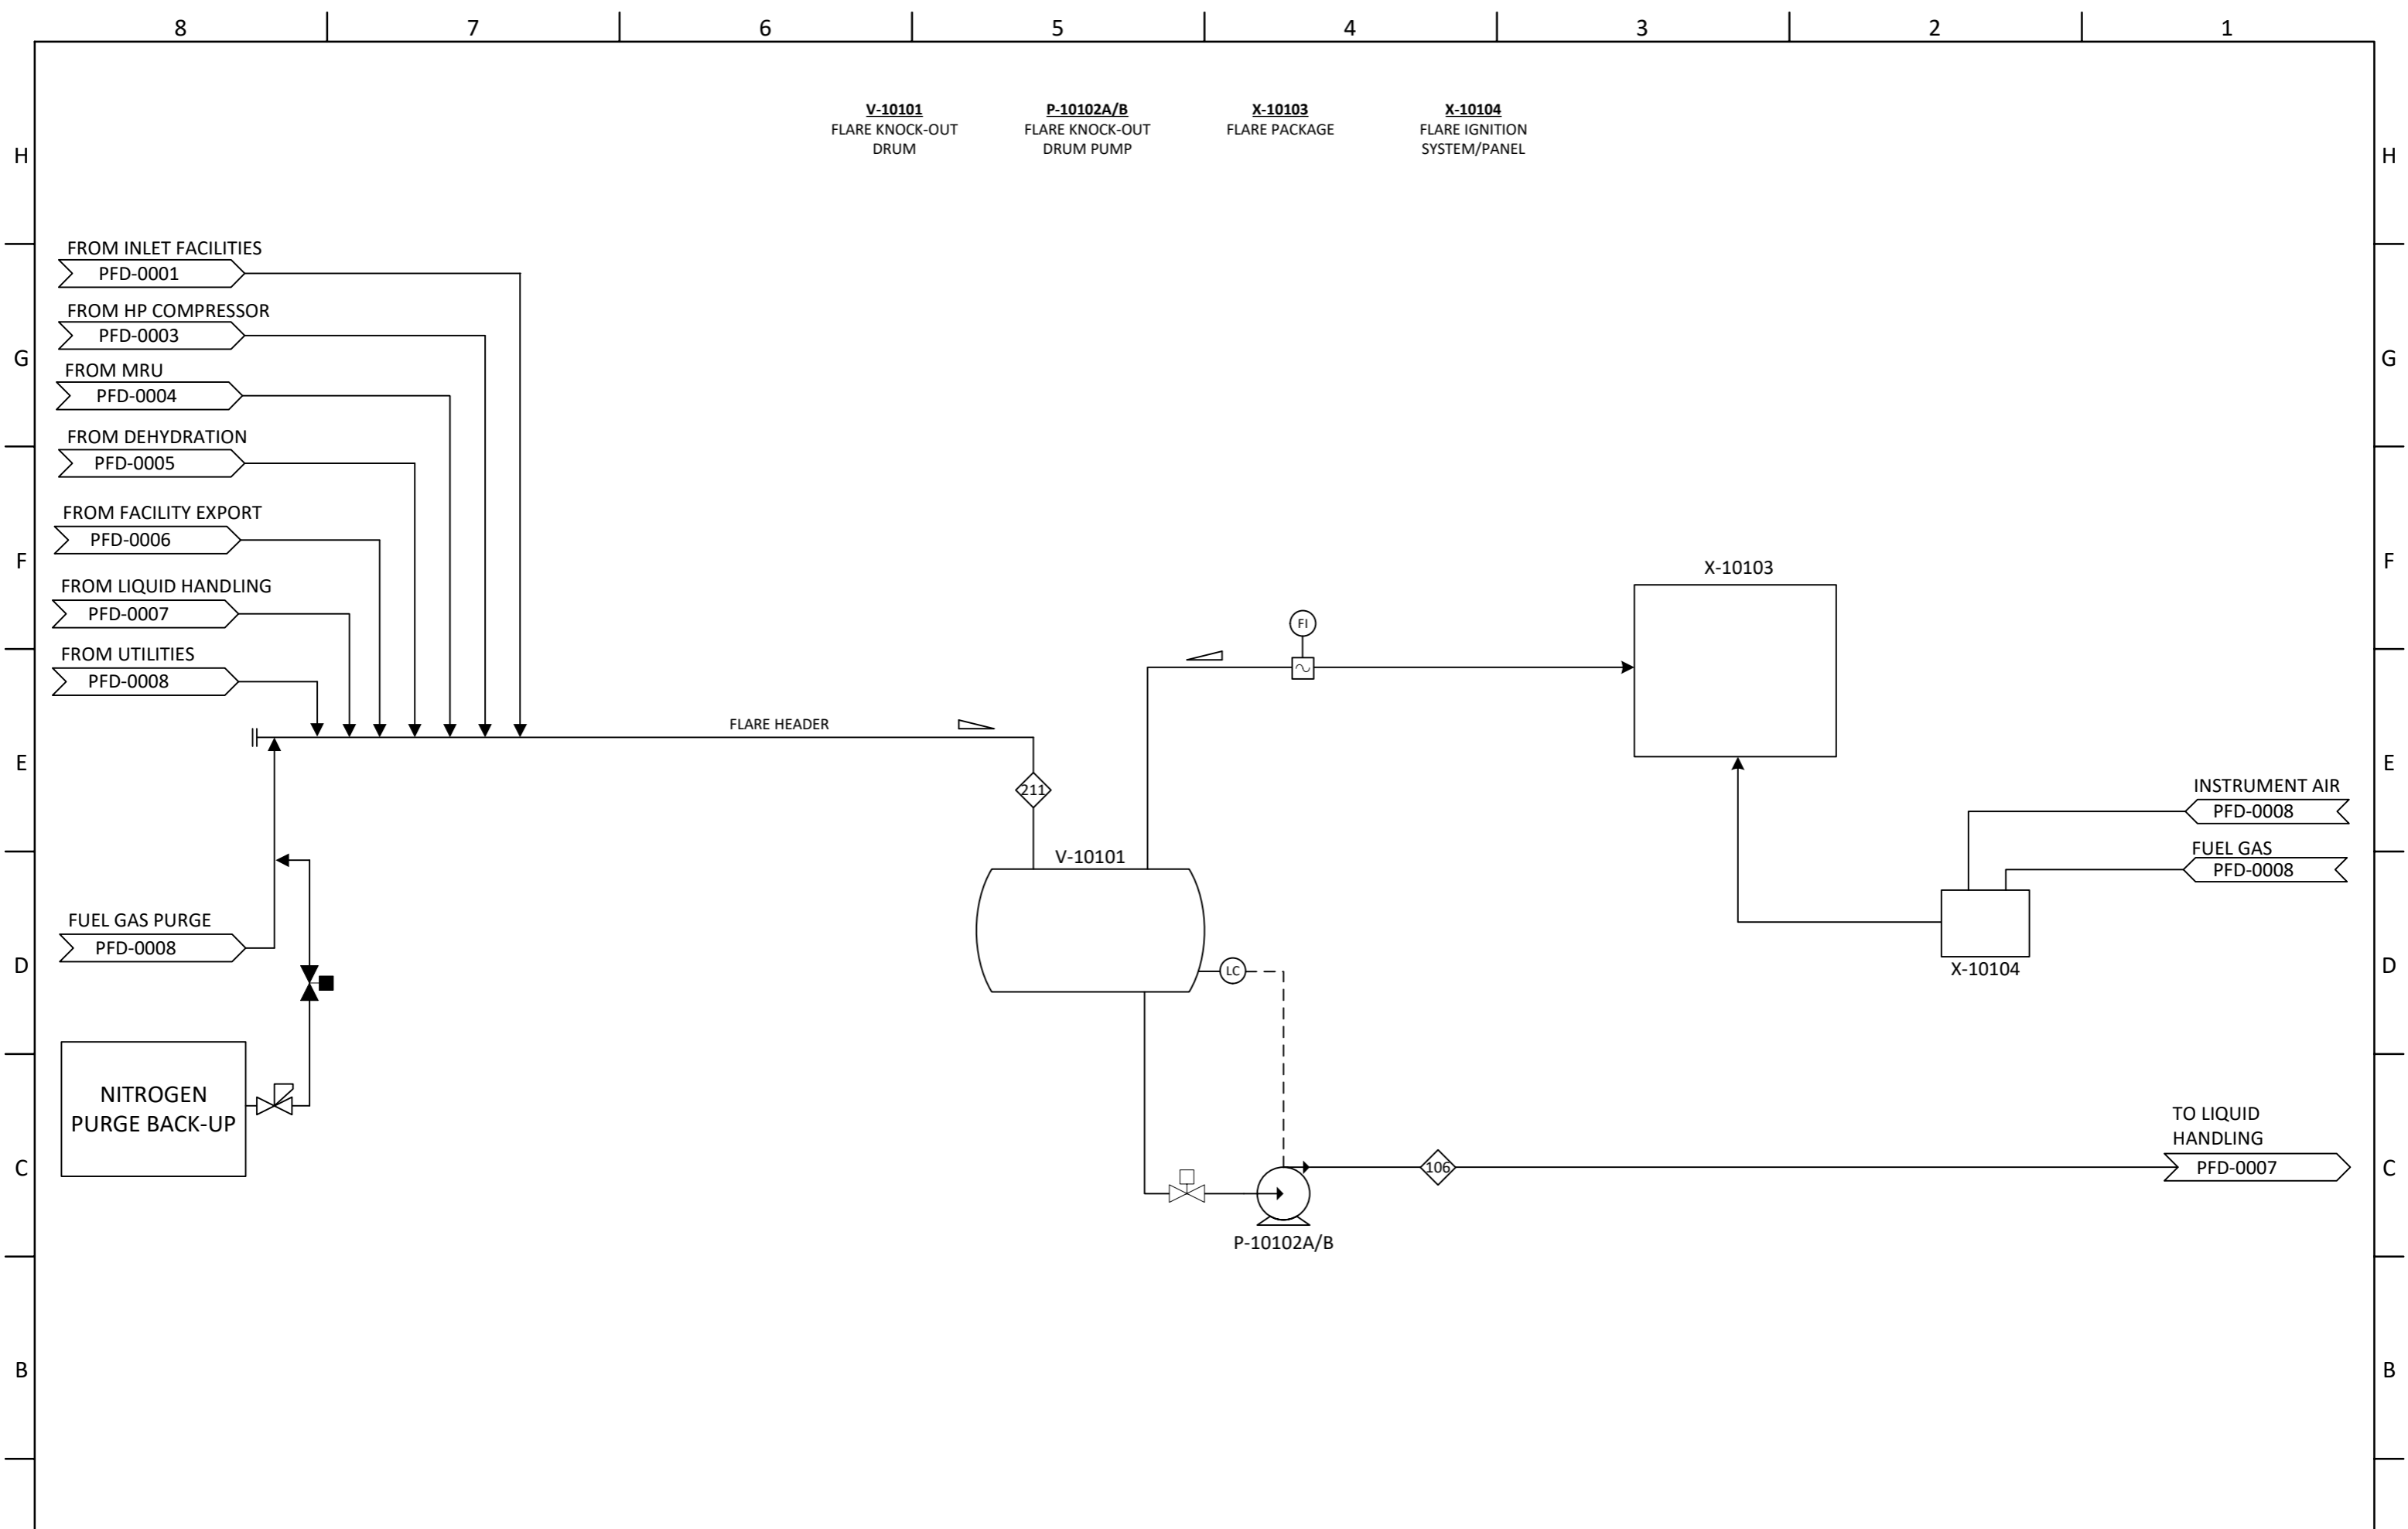 8 7 6 5 4 3 2 1
V-10101
FLARE KNOCK-OUT
DRUM
P-10102A/B
FLARE KNOCK-OUT
DRUM PUMP
X-10103
FLARE PACKAGE
X-10104
FLARE IGNITION
SYSTEM/PANEL
H H
FROM INLET FACILITIES
PFD-0001
FROM HP COMPRESSOR
PFD-0003
G G
FROM MRU
PFD-0004
FROM DEHYDRATION
PFD-0005
FROM FACILITY EXPORT
PFD-0006
F F
X-10103
FROM LIQUID HANDLING
PFD-0007
FI
FROM UTILITIES
PFD-0008
FLARE HEADER
E E
211
INSTRUMENT AIR
PFD-0008
FUEL GAS
PFD-0008
V-10101
FUEL GAS PURGE
PFD-0008
D D
LC
X-10104
NITROGEN
PURGE BACK-UP
TO LIQUID
HANDLING
PFD-0007
C C
106
P-10102A/B
B B